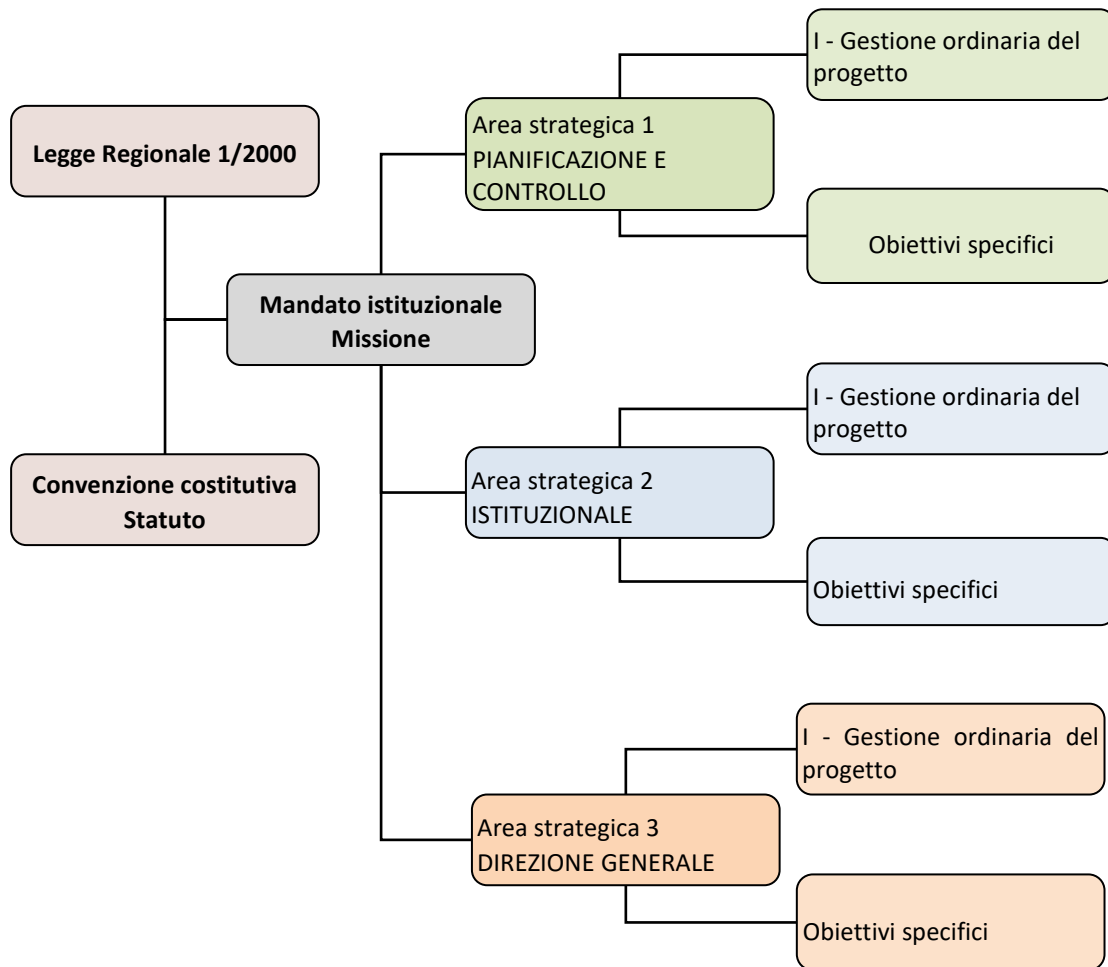 Legge Regionale 1/2000
Convenzione costitutiva
Statuto
Mandato istituzionale
Missione
Area strategica 1
PIANIFICAZIONE E
CONTROLLO
I - Gestione ordinaria del
progetto
Obiettivi specifici
Area strategica 2
ISTITUZIONALE
I - Gestione ordinaria del
progetto
Obiettivi specifici
Area strategica 3
DIREZIONE GENERALE
I - Gestione ordinaria del
progetto
Obiettivi specifici